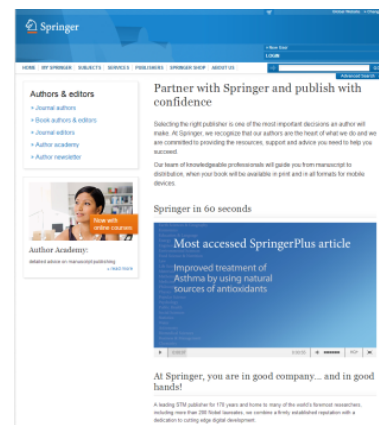 Springer
LOGIN
HOME MY SPRINGER SUBJECTS SERVICES PUBLISHERS SPRINGER SHOP ABOUT US
Advanced Search
Authors & editors
Journal authors
Book authors & editors
Journal editors
Author academy
Author newsletter
Now with
online courses
Author Academy:
detailed advice on manuscript publishing
» read more
Partner with Springer and publish with
confidence
Selecting the right publisher is one of the most important decisions an author will
make. At Springer, we recognize that our authors are the heart of what we do and we
are committed to providing the resources, support and advice you need to help you
succeed.
Our team of knowledgeable professionals will guide you from manuscript to
distribution, when your book will be available in print and in all formats for mobile
devices.
Springer in 60 seconds
Most accessed SpringerPlus article
Improved treatment of
Asthma by using natural
sources of antioxidants
At Springer, you are in good company... and in good
hands!
A leading STM publisher for 170 years and home to many of the world's foremost researchers,
including more than 200 Nobel laureates, we combine a firmly established reputation with a
dedication to cutting edge digital development.